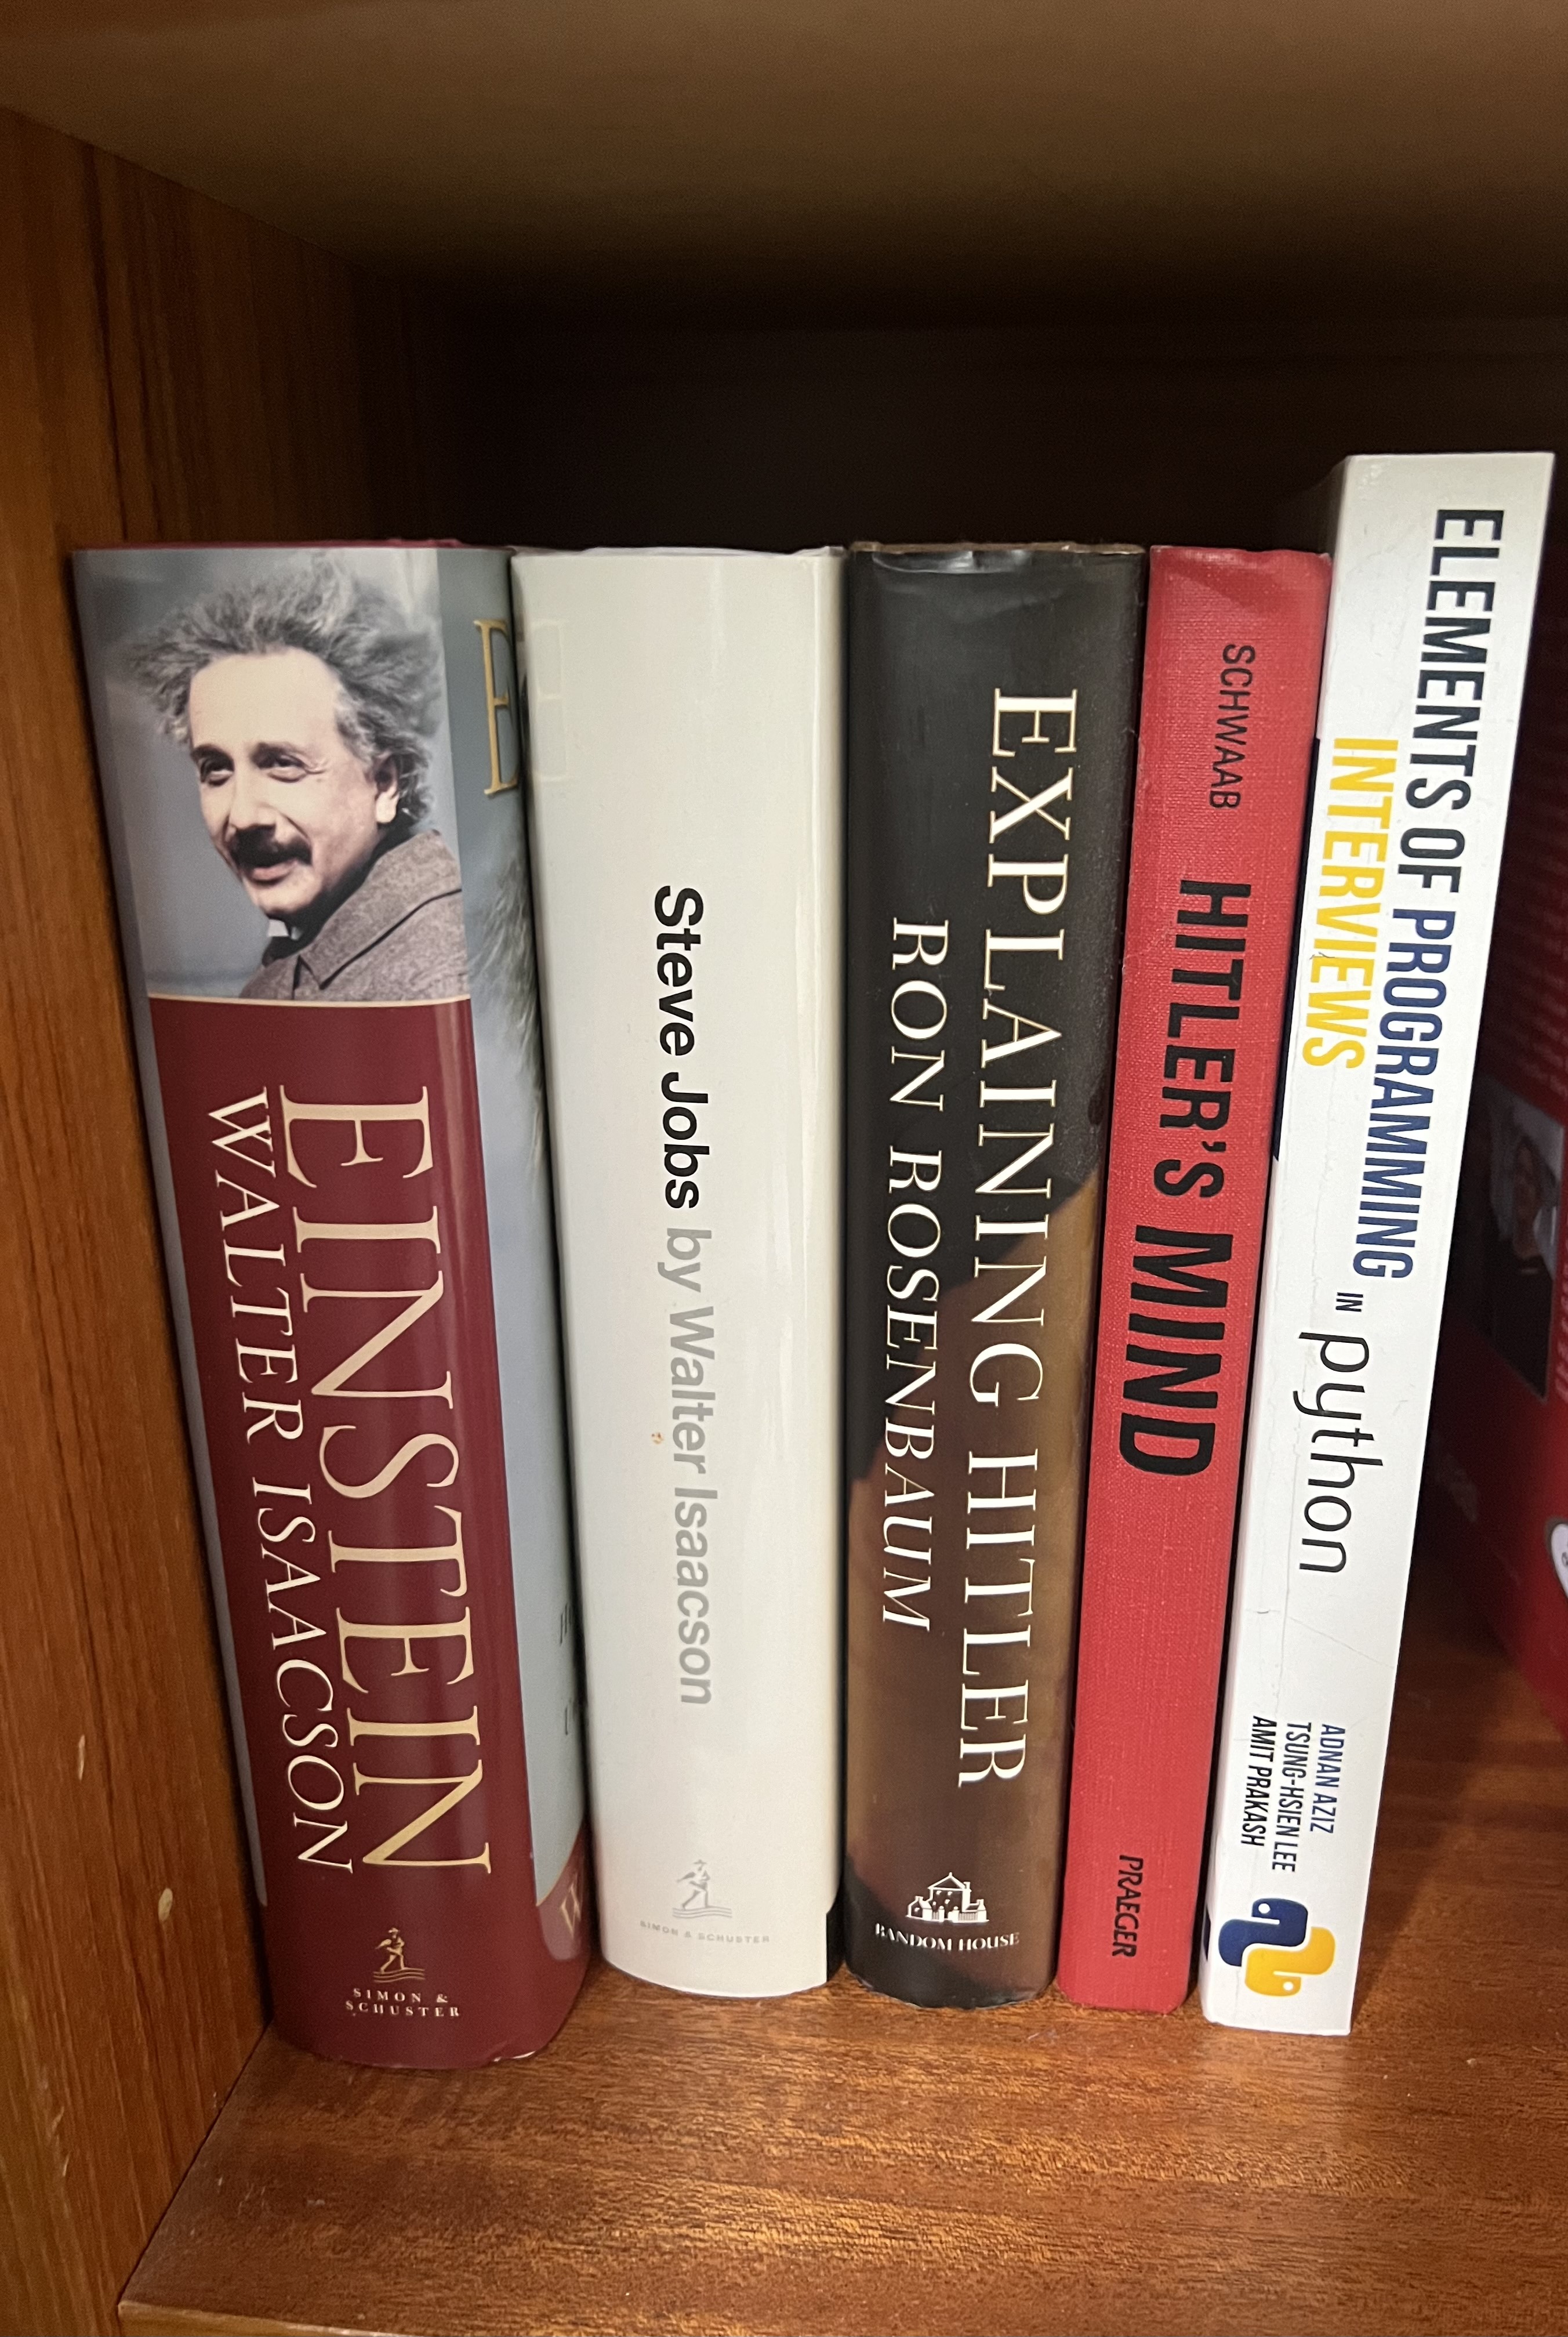 EINSTEIN
WALTER ISAACSON
SIMON &
SCHUSTER
Steve Jobs by Walter Isaacson
SIMON & SCHUSTER
EXPLAINING HITLER
RON ROSENBAUM
RANDOM HOUSE
SCHWAAB
HITLER'S MIND
PRAEGER
ELEMENTS OF PROGRAMMING
INTERVIEWS
IN python
ADNAN AZIZ
TSUNG-HSIEN LEE
AMIT PRAKASH